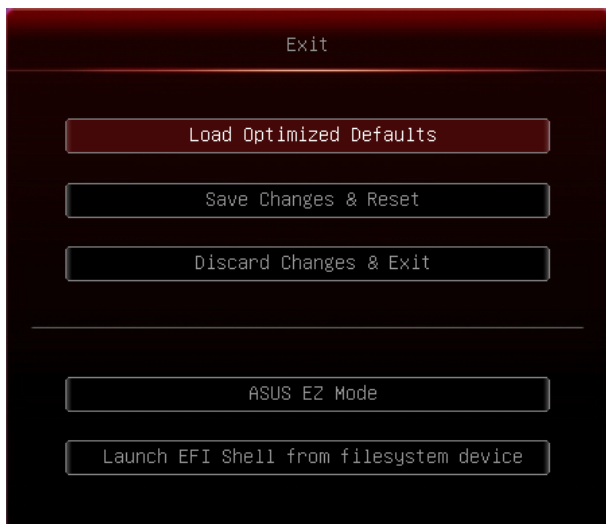 Exit
Load Optimized Defaults
Save Changes & Reset
Discard Changes & Exit
ASUS EZ Mode
Launch EFI Shell from filesystem device